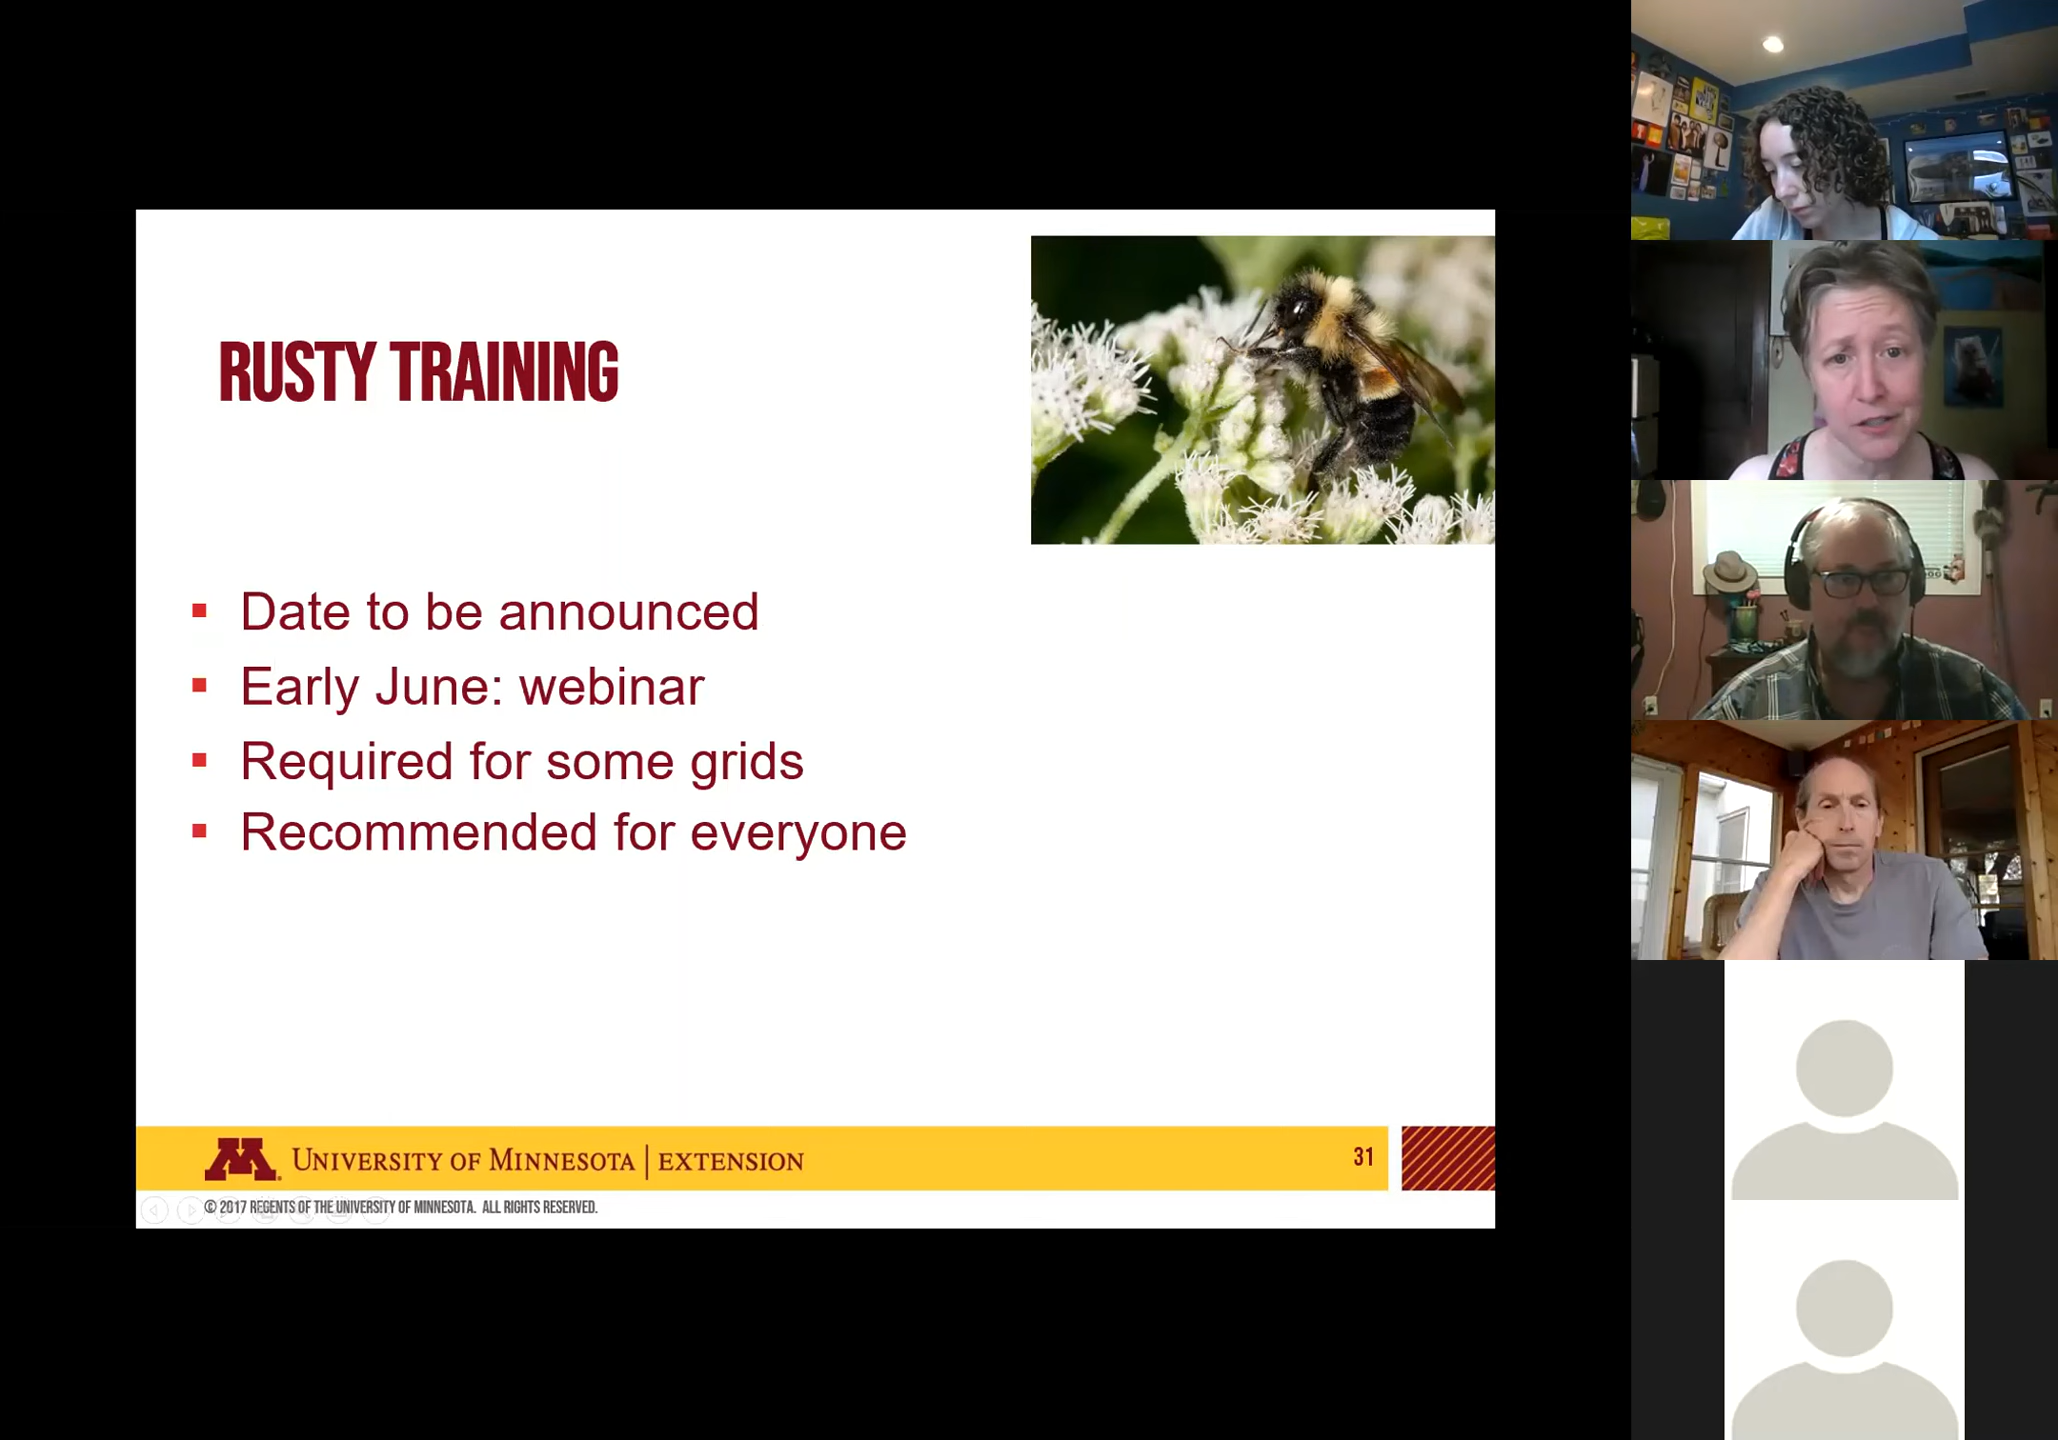 RUSTY TRAINING
Date to be announced
Early June: webinar
Required for some grids
Recommended for everyone
UNIVERSITY OF MINNESOTA | EXTENSION
31
© 2017 REGENTS OF THE UNIVERSITY OF MINNESOTA. ALL RIGHTS RESERVED.